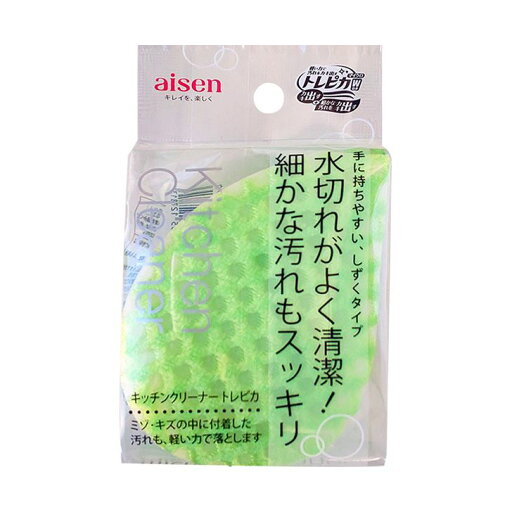 aisen
キレイを、楽しく
トレピカ
手に持ちやすい、しずくタイプ
水切れがよく清潔!
細かな汚れもスッキリ
Kitchen
Cleaner
キッチンクリーナートレピカ
ミゾ・キズの中に付着した
汚れも、軽い力で落とします